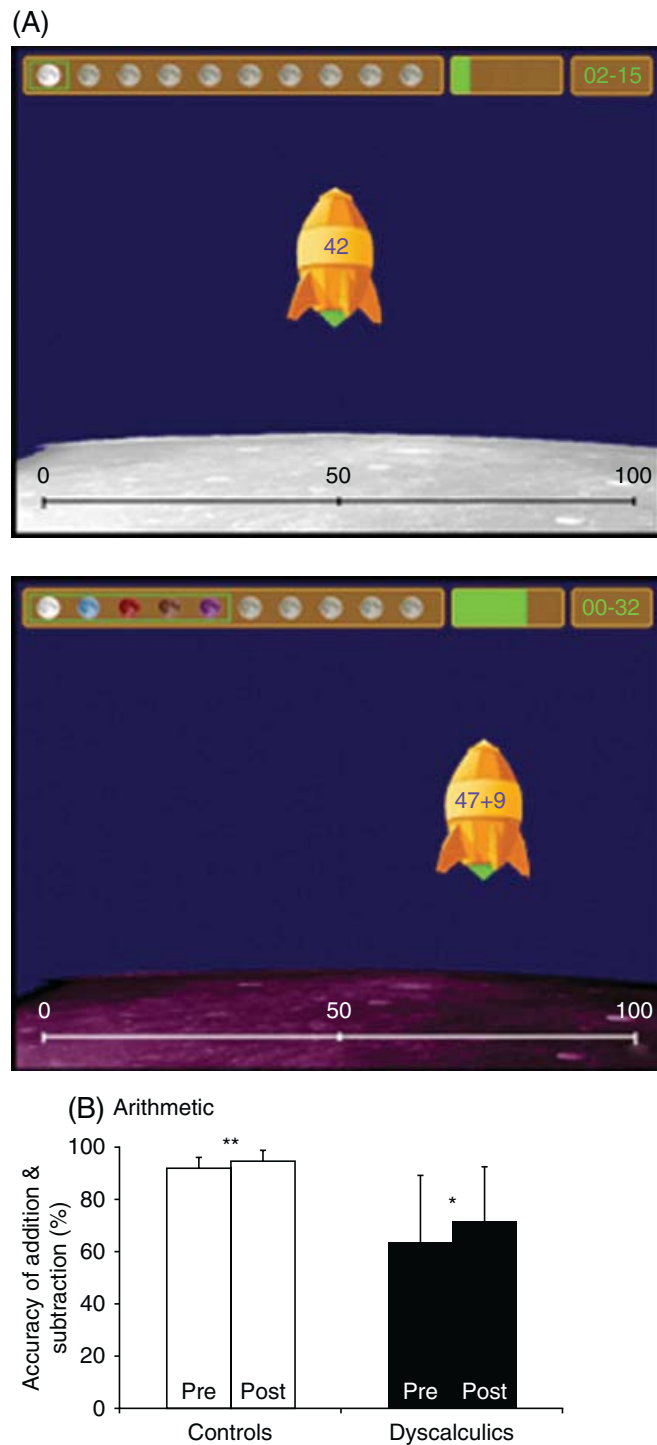 (A)
02-15
42
0 50 100
00-32
47+9
0 50 100
(B) Arithmetic
Accuracy of addition &
subtraction (%)
100
80
60
40
20
0
** *
Pre Post Pre Post
Controls Dyscalculics